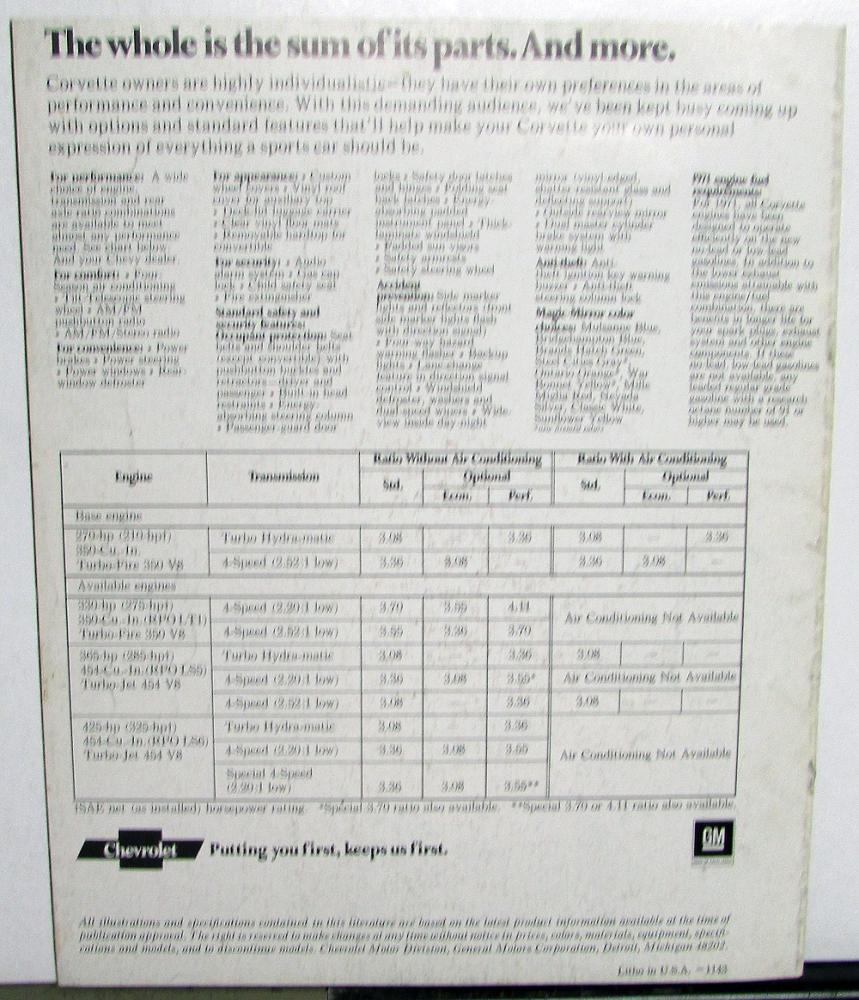 The whole is the sum of its parts. And more.
Corvette owners are highly individualistic—they have their own preferences in the areas of
performance and convenience. With this demanding audience, we've been kept busy coming up
with options and standard features that'll help make your Corvette your own personal
expression of everything a sports car should be.
For performance: A wide
choice of engine,
transmission and rear
axle ratio combinations
are available to meet
almost any performance
need. See chart below.
And your Chevy dealer.
For comfort: • Four-
Season air conditioning
• Tilt-Telescopic steering
wheel • AM/FM
pushbutton radio
• AM/FM/Stereo radio
For convenience: • Power
brakes • Power steering
• Power windows • Rear-
window defroster
For appearance: • Custom
wheel covers • Vinyl roof
cover for auxiliary top
• Deck lid luggage carrier
• Clear vinyl floor mats
• Removable hardtop for
convertible
For security: • Audio
alarm system • Gas cap
lock • Child safety seat
• Fire extinguisher
Standard safety and
security features:
Occupant protection: Seat
belts and shoulder belts
(except convertible) with
pushbutton buckles and
retractors—driver and
passenger • Built-in head
restraints • Energy-
absorbing steering column
• Passenger-guard door
locks • Safety door latches
and hinges • Folding seat
back latches • Energy-
absorbing padded
instrument panel • Thick-
laminate windshield
• Padded sun visors
• Safety armrests
• Safety steering wheel
Accident
prevention: Side marker
lights and reflectors (front
side marker lights flash
with direction signal)
• Four-way hazard
warning flasher • Backup
lights • Lane-change
feature in direction signal
control • Windshield
defroster, washers and
dual-speed wipers • Wide-
view inside day-night
mirror (vinyl edged,
shatter resistant glass and
deflecting support)
• Outside rearview mirror
• Dual master cylinder
brake system with
warning light
Anti-theft: Anti-
theft ignition key warning
buzzer • Anti-theft
steering column lock
Magic Mirror color
choices: Mulsanne Blue,
Bridgehampton Blue,
Brands Hatch Green,
Steel Cities Gray*,
Ontario Orange*, War
Bonnet Yellow*, Mille
Miglia Red, Nevada
Silver, Classic White,
Sunflower Yellow
1971 engine fuel
requirements:
For 1971, all Corvette
engines have been
designed to operate
efficiently on the new
no-lead or low-lead
gasolines. In addition to
the lower exhaust
emissions attainable with
this engine/fuel
combination, there are
benefits in longer life for
your spark plugs, exhaust
system and other engine
components. If these
no-lead, low-lead gasolines
are not available, any
leaded regular grade
gasoline with a research
octane number of 91 or
higher may be used.
Engine Transmission Ratio Without Air Conditioning Ratio With Air Conditioning
Std. Optional Std. Optional
Econ. Perf. Econ. Perf.
Base engine
270-hp (210-hp†) Turbo Hydra-matic 3.08 – 3.36 3.08 – 3.36
350-Cu.-In.
Turbo-Fire 350 V8 4-Speed (2.52:1 low) 3.36 3.08 – 3.36 3.08 –
Available engines
330-hp (275-hp†) 4-Speed (2.20:1 low) 3.70 3.55 4.11
350-Cu.-In. (RPO LT1) Air Conditioning Not Available
Turbo-Fire 350 V8 4-Speed (2.52:1 low) 3.55 3.36 3.70
365-hp (285-hp†) Turbo Hydra-matic 3.08 – 3.36 3.08 – –
454-Cu.-In. (RPO LS5)
Turbo-Jet 454 V8 4-Speed (2.20:1 low) 3.36 3.08 3.55* Air Conditioning Not Available
4-Speed (2.52:1 low) 3.08 – 3.36 3.08 – –
425-hp (325-hp†) Turbo Hydra-matic 3.08 – 3.36
454-Cu.-In. (RPO LS6) 4-Speed (2.20:1 low) 3.36 3.08 3.55
Turbo-Jet 454 V8 Air Conditioning Not Available
Special 4-Speed
(2.20:1 low) 3.36 3.08 3.55**
†SAE net (as installed) horsepower rating. *Special 3.70 ratio also available. **Special 3.70 or 4.11 ratio also available.
Chevrolet Putting you first, keeps us first.
GM
All illustrations and specifications contained in this literature are based on the latest product information available at the time of
publication approval. The right is reserved to make changes at any time without notice in prices, colors, materials, equipment, specifi-
cations and models, and to discontinue models. Chevrolet Motor Division, General Motors Corporation, Detroit, Michigan 48202.
Litho in U.S.A. – 1143